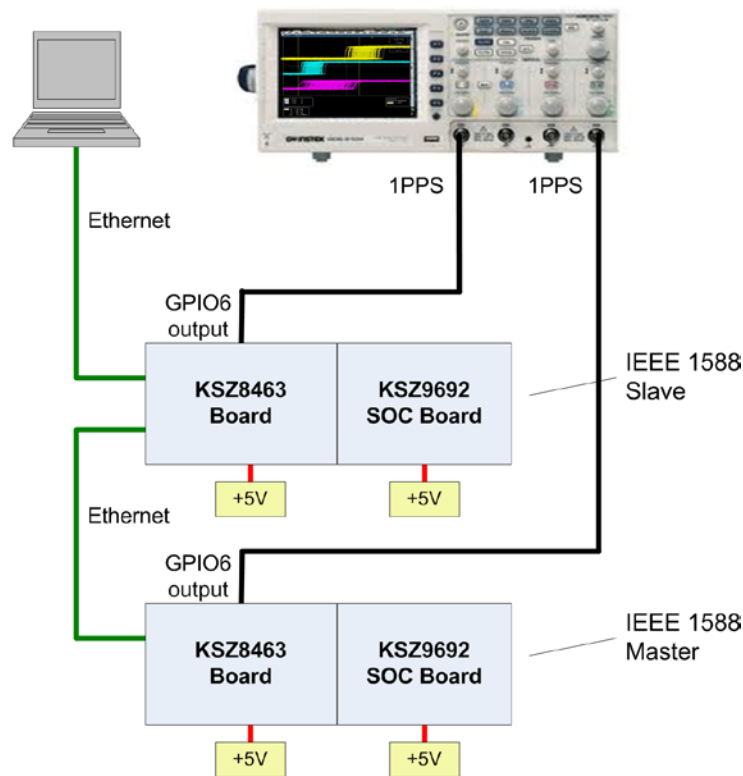 GWINSTEK
1PPS
1PPS
Ethernet
GPIO6
output
KSZ8463
Board
KSZ9692
SOC Board
IEEE 1588
Slave
+5V
+5V
Ethernet
GPIO6
output
KSZ8463
Board
KSZ9692
SOC Board
IEEE 1588
Master
+5V
+5V